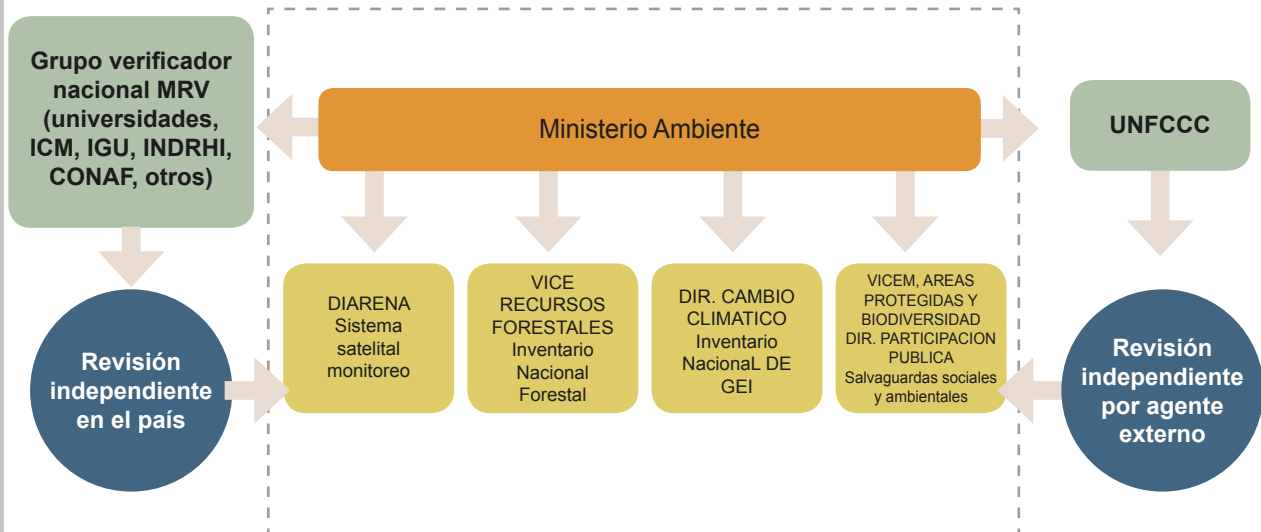 Grupo verificador
nacional MRV
(universidades,
ICM, IGU, INDRHI,
CONAF, otros)
Ministerio Ambiente
UNFCCC
DIARENA
Sistema
satelital
monitoreo
VICE
RECURSOS
FORESTALES
Inventario
Nacional
Forestal
DIR. CAMBIO
CLIMATICO
Inventario
NacionaL DE
GEI
VICEM, AREAS
PROTEGIDAS Y
BIODIVERSIDAD
DIR. PARTICIPACION
PUBLICA
Salvaguardas sociales
y ambientales
Revisión
independiente
en el país
Revisión
independiente
por agente
externo